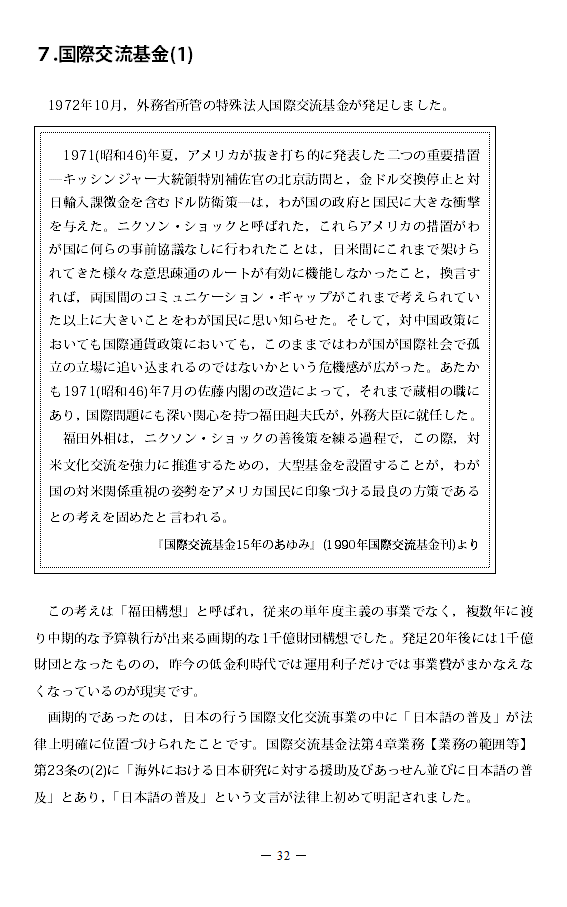 ７.国際交流基金(1)
1972年10月，外務省所管の特殊法人国際交流基金が発足しました。
1971(昭和46)年夏，アメリカが抜き打ち的に発表した二つの重要措置
―キッシンジャー大統領特別補佐官の北京訪問と，金ドル交換停止と対
日輸入課徴金を含むドル防衛策―は，わが国の政府と国民に大きな衝撃
を与えた。ニクソン・ショックと呼ばれた，これらアメリカの措置がわ
が国に何らの事前協議なしに行われたことは，日米間にこれまで架けら
れてきた様々な意思疎通のルートが有効に機能しなかったこと，換言す
れば，両国間のコミュニケーション・ギャップがこれまで考えられてい
た以上に大きいことをわが国民に思い知らせた。そして，対中国政策に
おいても国際通貨政策においても，このままではわが国が国際社会で孤
立の立場に追い込まれるのではないかという危機感が広がった。あたか
も1971(昭和46)年7月の佐藤内閣の改造によって，それまで蔵相の職に
あり，国際問題にも深い関心を持つ福田赳夫氏が，外務大臣に就任した。
福田外相は，ニクソン・ショックの善後策を練る過程で，この際，対
米文化交流を強力に推進するための，大型基金を設置することが，わが
国の対米関係重視の姿勢をアメリカ国民に印象づける最良の方策である
との考えを固めたと言われる。
『国際交流基金15年のあゆみ』(1990年国際交流基金刊)より
この考えは「福田構想」と呼ばれ，従来の単年度主義の事業でなく，複数年に渡
り中期的な予算執行が出来る画期的な1千億財団構想でした。発足20年後には1千億
財団となったものの，昨今の低金利時代では運用利子だけでは事業費がまかなえな
くなっているのが現実です。
画期的であったのは，日本の行う国際文化交流事業の中に「日本語の普及」が法
律上明確に位置づけられたことです。国際交流基金法第4章業務【業務の範囲等】
第23条の(2)に「海外における日本研究に対する援助及びあっせん並びに日本語の普
及」とあり，「日本語の普及」という文言が法律上初めて明記されました。
― 32 ―